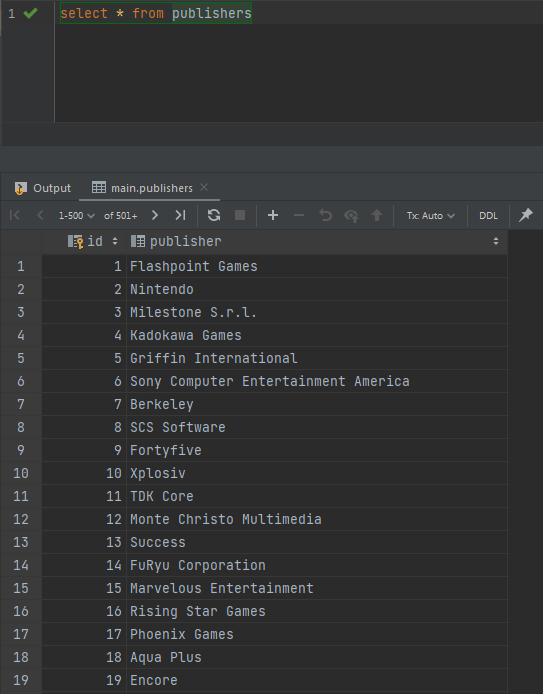 1 select * from publishers
Output main.publishers
1-500 of 501+ Tx: Auto DDL
id publisher
1 1 Flashpoint Games
2 2 Nintendo
3 3 Milestone S.r.l.
4 4 Kadokawa Games
5 5 Griffin International
6 6 Sony Computer Entertainment America
7 7 Berkeley
8 8 SCS Software
9 9 Fortyfive
10 10 Xplosiv
11 11 TDK Core
12 12 Monte Christo Multimedia
13 13 Success
14 14 FuRyu Corporation
15 15 Marvelous Entertainment
16 16 Rising Star Games
17 17 Phoenix Games
18 18 Aqua Plus
19 19 Encore